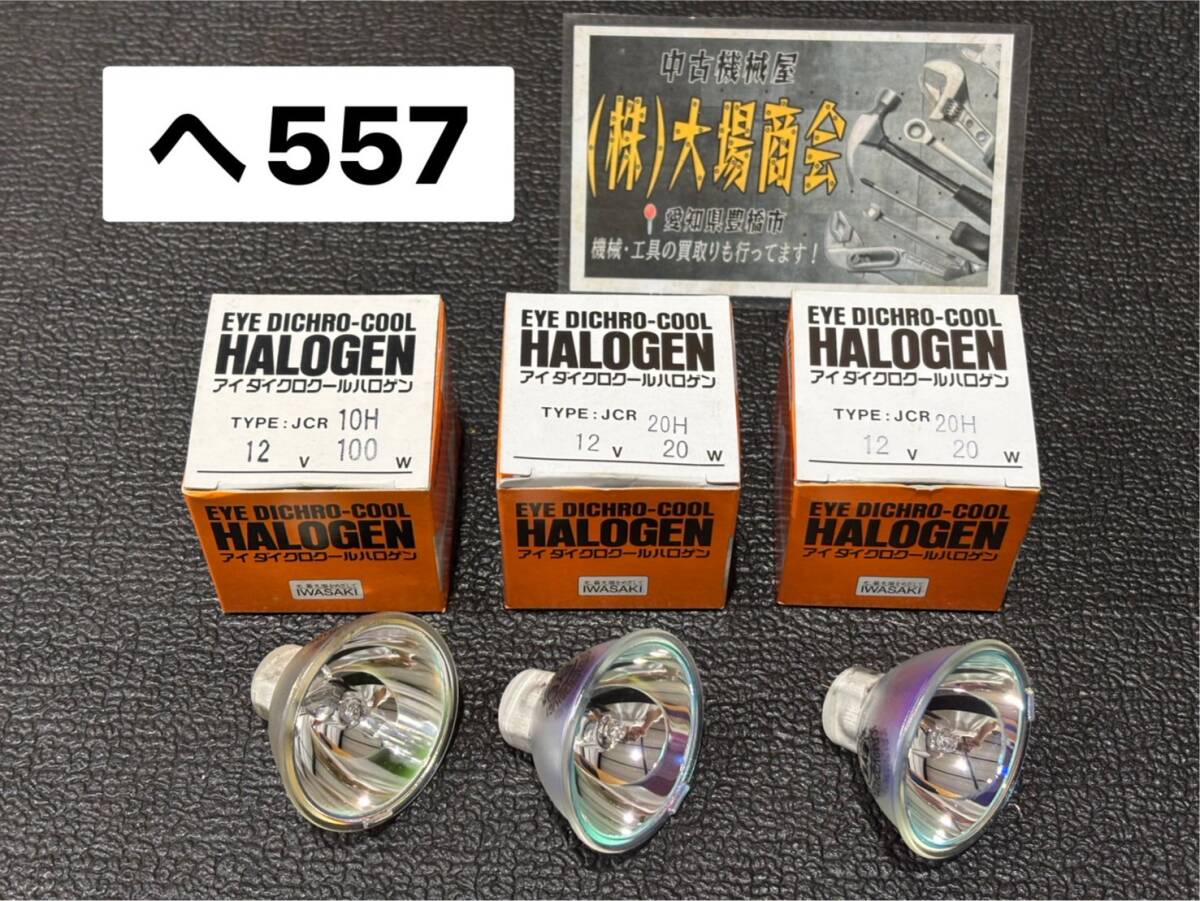 へ557
中古機械屋
(株)大場商会
愛知県豊橋市
機械・工具の買取りも行ってます!
EYE DICHRO-COOL
HALOGEN
アイ ダイクロクールハロゲン
TYPE:JCR 10H
12 V 100 W
EYE DICHRO-COOL
HALOGEN
アイ ダイクロクールハロゲン
IWASAKI
EYE DICHRO-COOL
HALOGEN
アイ ダイクロクールハロゲン
TYPE:JCR 20H
12 V 20 W
EYE DICHRO-COOL
HALOGEN
アイ ダイクロクールハロゲン
IWASAKI
EYE DICHRO-COOL
HALOGEN
アイ ダイクロクールハロゲン
TYPE:JCR 20H
12 V 20 W
EYE DICHRO-COOL
HALOGEN
アイ ダイクロクールハロゲン
IWASAKI